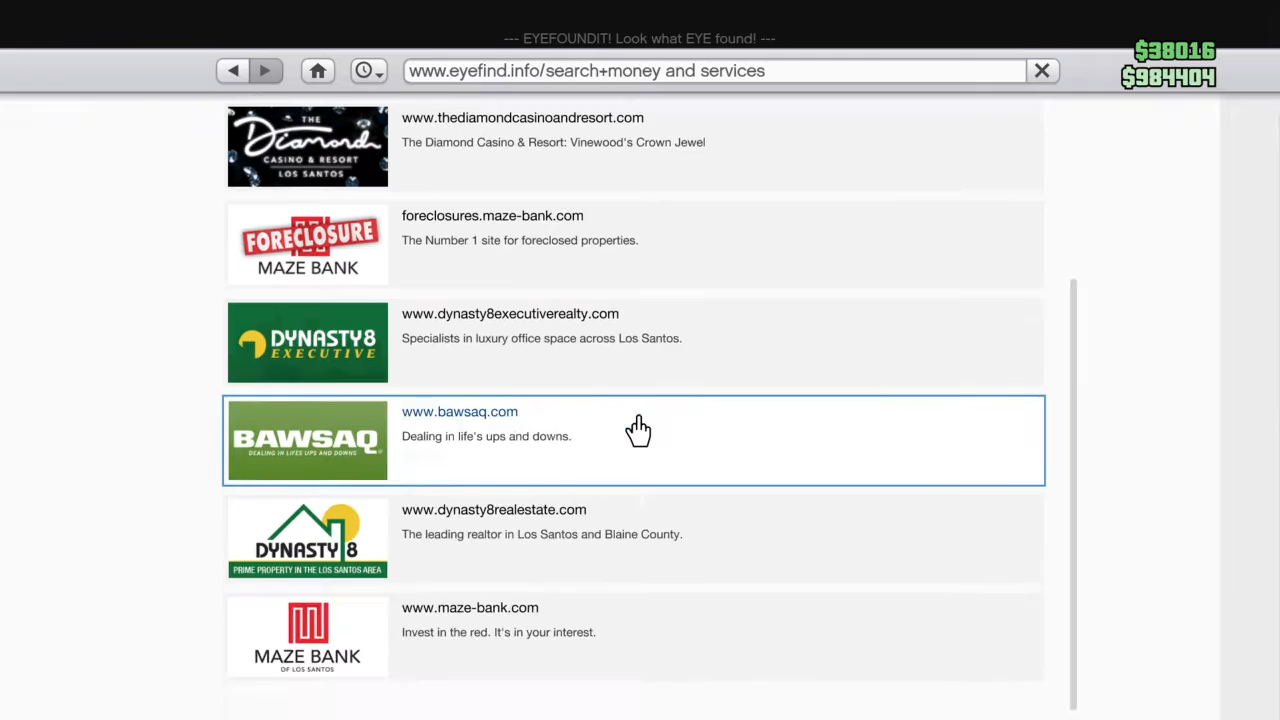 --- EYEFOUNDIT! Look what EYE found! ---
$38016
$984404
www.eyefind.info/search+money and services
THE
Diamond
CASINO & RESORT
LOS SANTOS
www.thediamondcasinoandresort.com
The Diamond Casino & Resort: Vinewood's Crown Jewel
FORECLOSURE
MAZE BANK
foreclosures.maze-bank.com
The Number 1 site for foreclosed properties.
DYNASTY8
EXECUTIVE
www.dynasty8executiverealty.com
Specialists in luxury office space across Los Santos.
BAWSAQ
DEALING IN LIFES UPS AND DOWNS
www.bawsaq.com
Dealing in life's ups and downs.
DYNASTY 8
PRIME PROPERTY IN THE LOS SANTOS AREA
www.dynasty8realestate.com
The leading realtor in Los Santos and Blaine County.
MAZE BANK
OF LOS SANTOS
www.maze-bank.com
Invest in the red. It's in your interest.